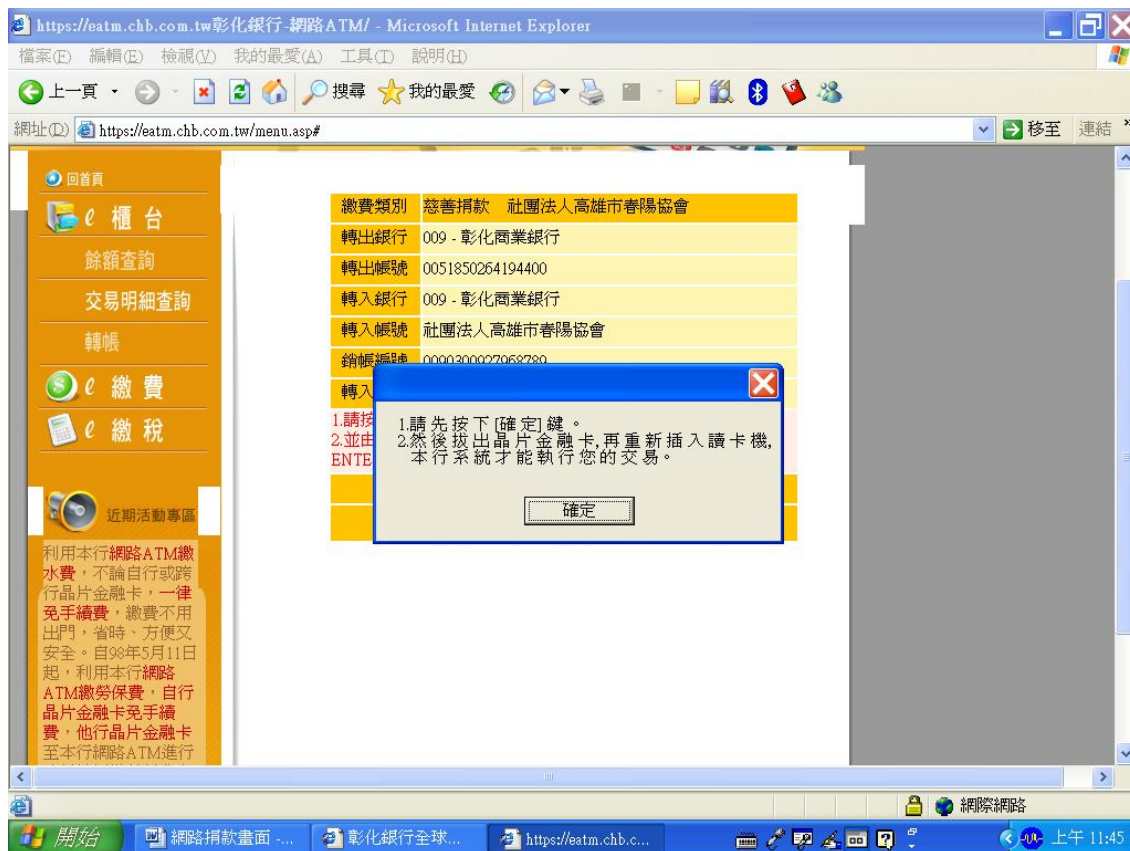 https://eatm.chb.com.tw彰化銀行-網路ATM/ - Microsoft Internet Explorer
檔案(F) 編輯(E) 檢視(V) 我的最愛(A) 工具(T) 說明(H)
上一頁 搜尋 我的最愛
網址(D) https://eatm.chb.com.tw/menu.asp# 移至 連結 »
回首頁
e 櫃台
餘額查詢
交易明細查詢
轉帳
e 繳費
e 繳稅
近期活動專區
利用本行網路ATM繳
水費，不論自行或跨
行晶片金融卡，一律
免手續費，繳費不用
出門，省時、方便又
安全。自98年5月11日
起，利用本行網路
ATM繳勞保費，自行
晶片金融卡免手續
費，他行晶片金融卡
至本行網路ATM進行
繳費類別 慈善捐款 社團法人高雄市春陽協會
轉出銀行 009 - 彰化商業銀行
轉出帳號 0051850264194400
轉入銀行 009 - 彰化商業銀行
轉入帳號 社團法人高雄市春陽協會
銷帳編號 0090300927968789
轉入
1.請按
2.並由
ENTE
1.請先按下[確定]鍵。
2.然後拔出晶片金融卡,再重新插入讀卡機,
本行系統才能執行您的交易。
確定
網際網路
開始 網路捐款畫面 -... 彰化銀行全球... https://eatm.chb.c... 上午 11:45